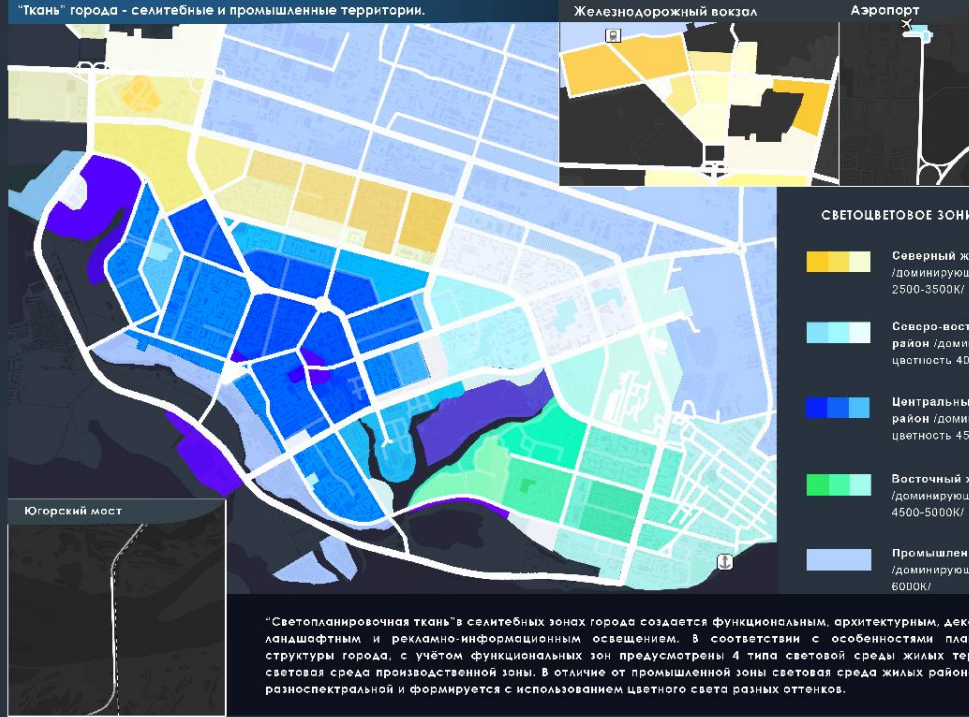 "Ткань" города - селитебные и промышленные территории.
Железнодорожный вокзал
Аэропорт
СВЕТОЦВЕТОВОЕ ЗОНИ
Северный ж
/доминирующ
2500-3500К/
Северо-вост
район /доми
цветность 40
Центральны
район /доми
цветность 45
Восточный ж
/доминирующ
4500-5000К/
Промышлен
/доминирующ
6000К/
Югорский мост
"Светопланировочная ткань"в селитебных зонах города создается функциональным, архитектурным, дек
ландшафтным и рекламно-информационным освещением. В соответствии с особенностями пла
структуры города, с учётом функциональных зон предусмотрены 4 типа световой среды жилых тер
световая среда производственной зоны. В отличие от промышленной зоны световая среда жилых район
разноспектральной и формируется с использованием цветного света разных оттенков.